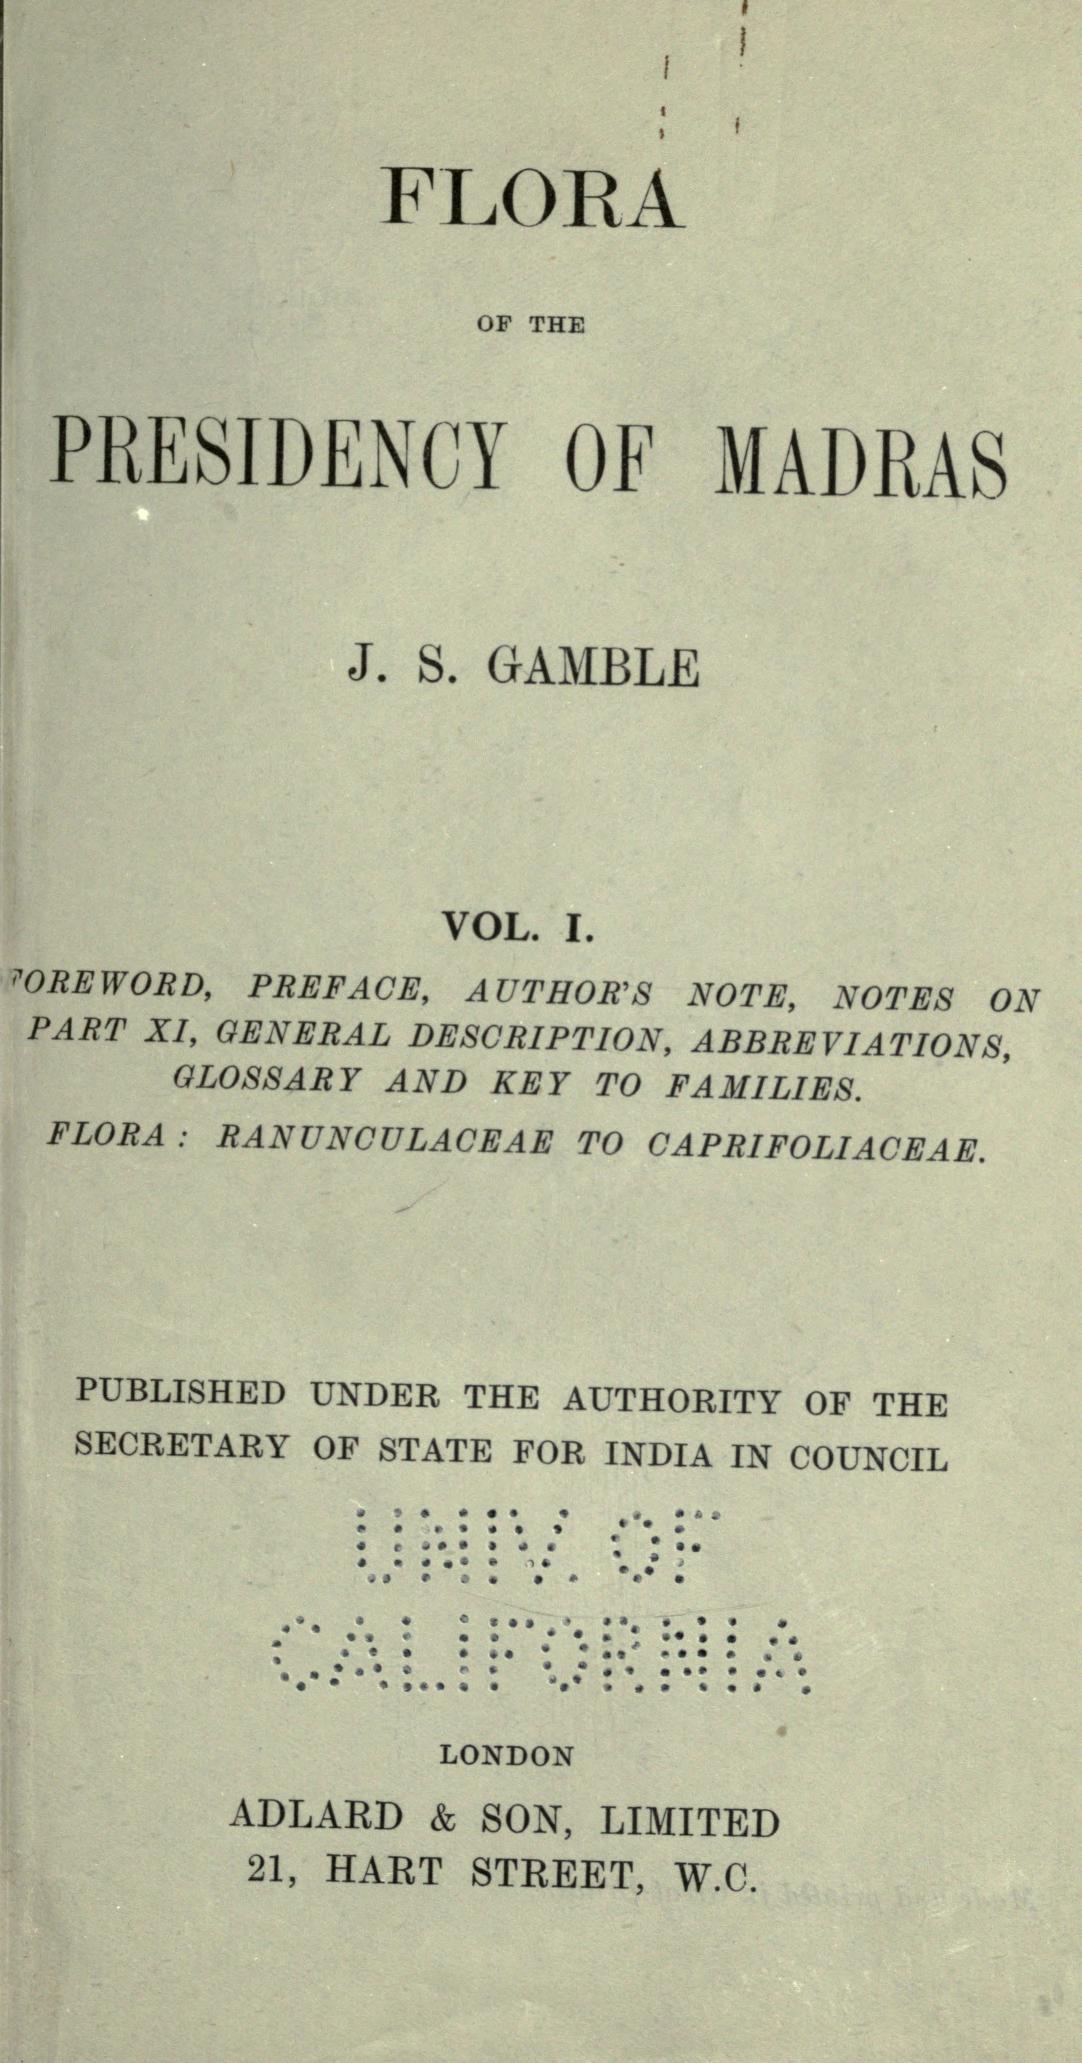 FLORA
OF THE
PRESIDENCY OF MADRAS
J. S. GAMBLE
VOL. I.
FOREWORD, PREFACE, AUTHOR'S NOTE, NOTES ON
PART XI, GENERAL DESCRIPTION, ABBREVIATIONS,
GLOSSARY AND KEY TO FAMILIES.
FLORA: RANUNCULACEAE TO CAPRIFOLIACEAE.
PUBLISHED UNDER THE AUTHORITY OF THE
SECRETARY OF STATE FOR INDIA IN COUNCIL
UNIV. OF
CALIFORNIA
LONDON
ADLARD & SON, LIMITED
21, HART STREET, W.C.